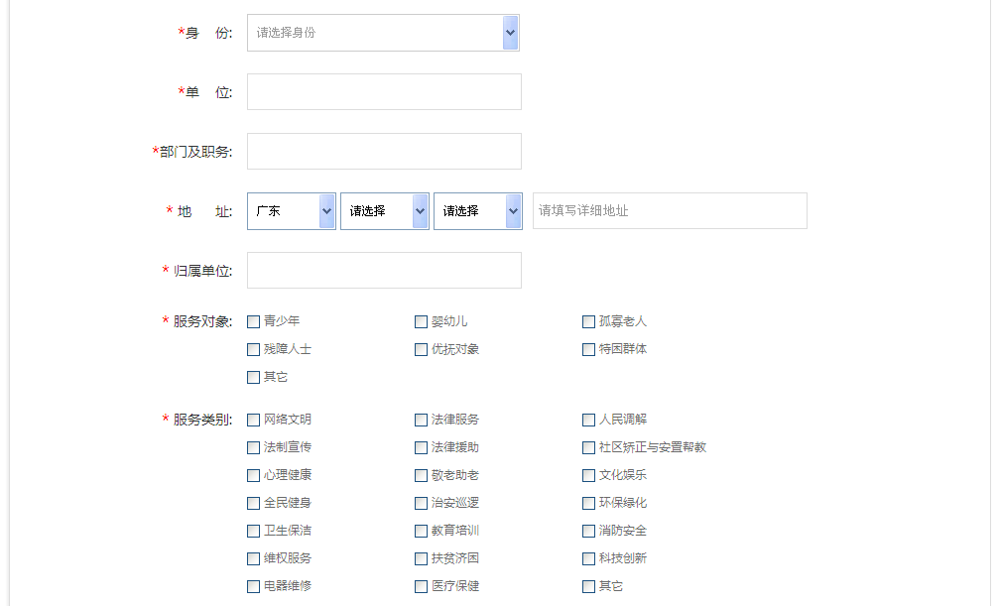 *身 份: 请选择身份
*单 位:
*部门及职务:
* 地 址: 广东 请选择 请选择 请填写详细地址
* 归属单位:
* 服务对象: 青少年 婴幼儿 孤寡老人
残障人士 优抚对象 特困群体
其它
* 服务类别: 网络文明 法律服务 人民调解
法制宣传 法律援助 社区矫正与安置帮教
心理健康 敬老助老 文化娱乐
全民健身 治安巡逻 环保绿化
卫生保洁 教育培训 消防安全
维权服务 扶贫济困 科技创新
电器维修 医疗保健 其它